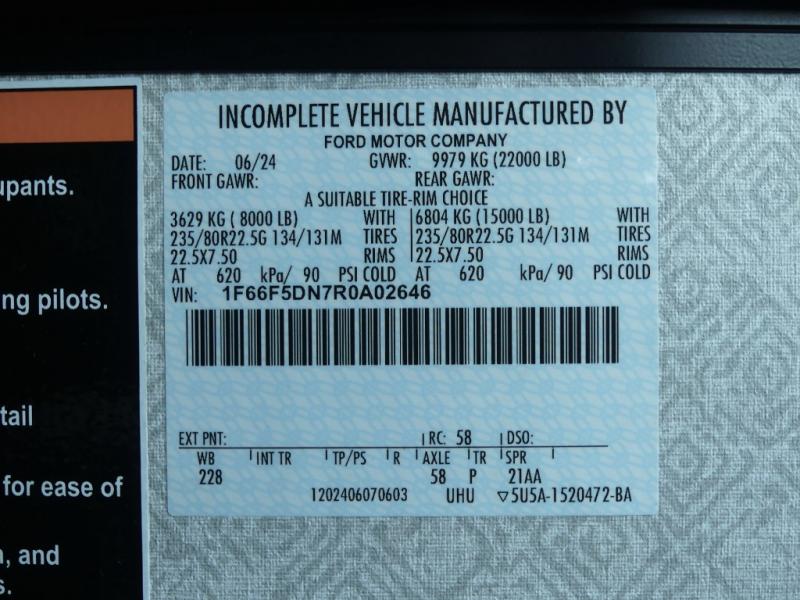 INCOMPLETE VEHICLE MANUFACTURED BY
FORD MOTOR COMPANY
DATE: 06/24 GVWR: 9979 KG (22000 LB)
FRONT GAWR: REAR GAWR:
A SUITABLE TIRE-RIM CHOICE
3629 KG ( 8000 LB) WITH 6804 KG (15000 LB) WITH
235/80R22.5G 134/131M TIRES 235/80R22.5G 134/131M TIRES
22.5X7.50 RIMS 22.5X7.50 RIMS
AT 620 kPa/ 90 PSI COLD AT 620 kPa/ 90 PSI COLD
VIN: 1F66F5DN7R0A02646
EXT PNT: RC: 58 DSO:
WB INT TR TP/PS R AXLE TR SPR
228 58 P 21AA
1202406070603 UHU ▽5U5A-1520472-BA
upants.
ng pilots.
tail
for ease of
, and
s.